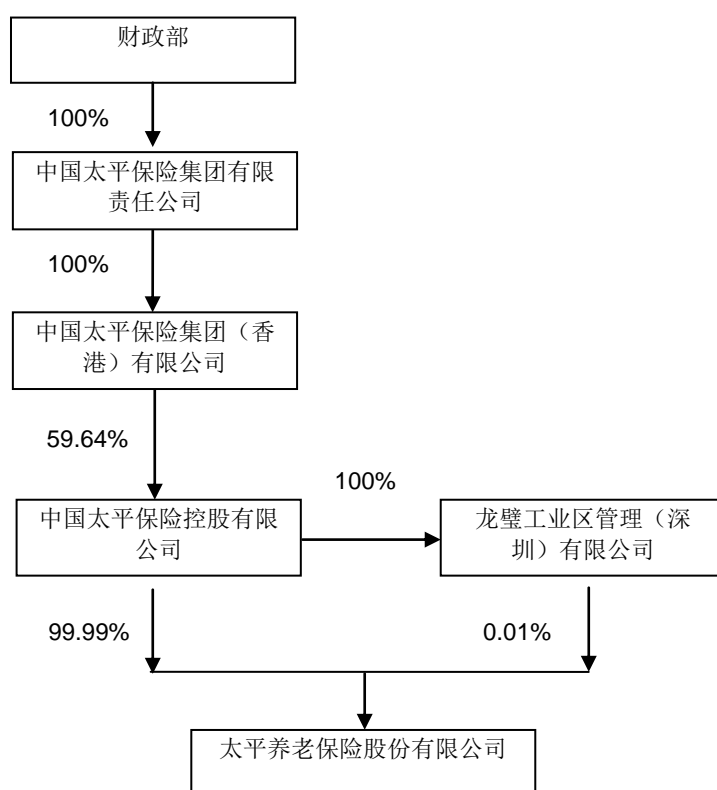 财政部
100%
中国太平保险集团有限
责任公司
100%
中国太平保险集团（香
港）有限公司
59.64%
100%
中国太平保险控股有限
公司
龙璧工业区管理（深
圳）有限公司
99.99%
0.01%
太平养老保险股份有限公司